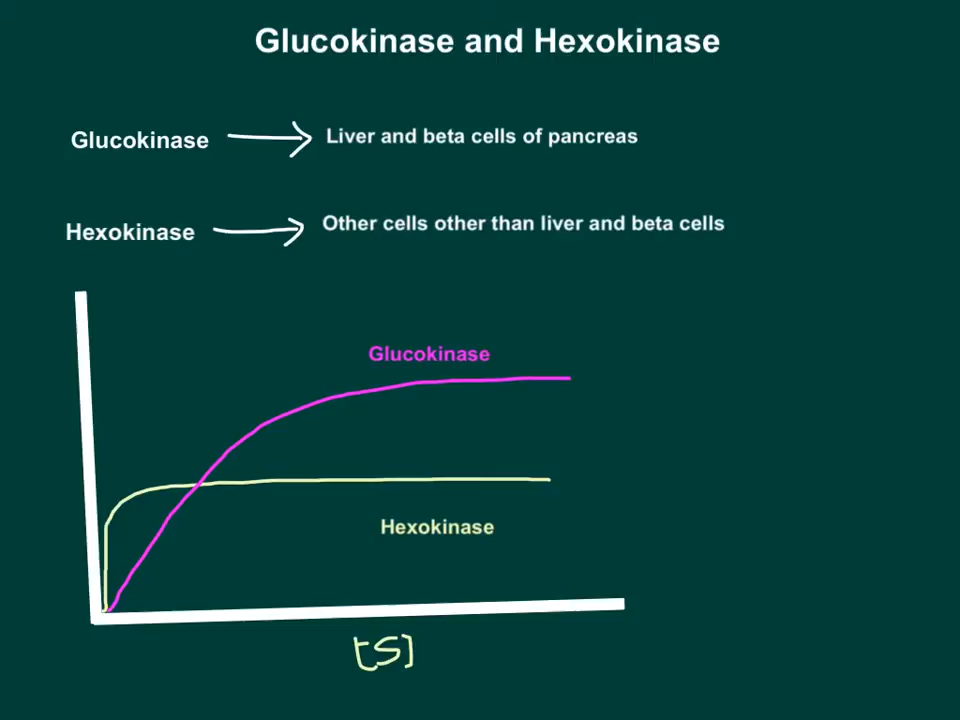 Glucokinase and Hexokinase
Glucokinase
Liver and beta cells of pancreas
Hexokinase
Other cells other than liver and beta cells
Glucokinase
Hexokinase
[S]